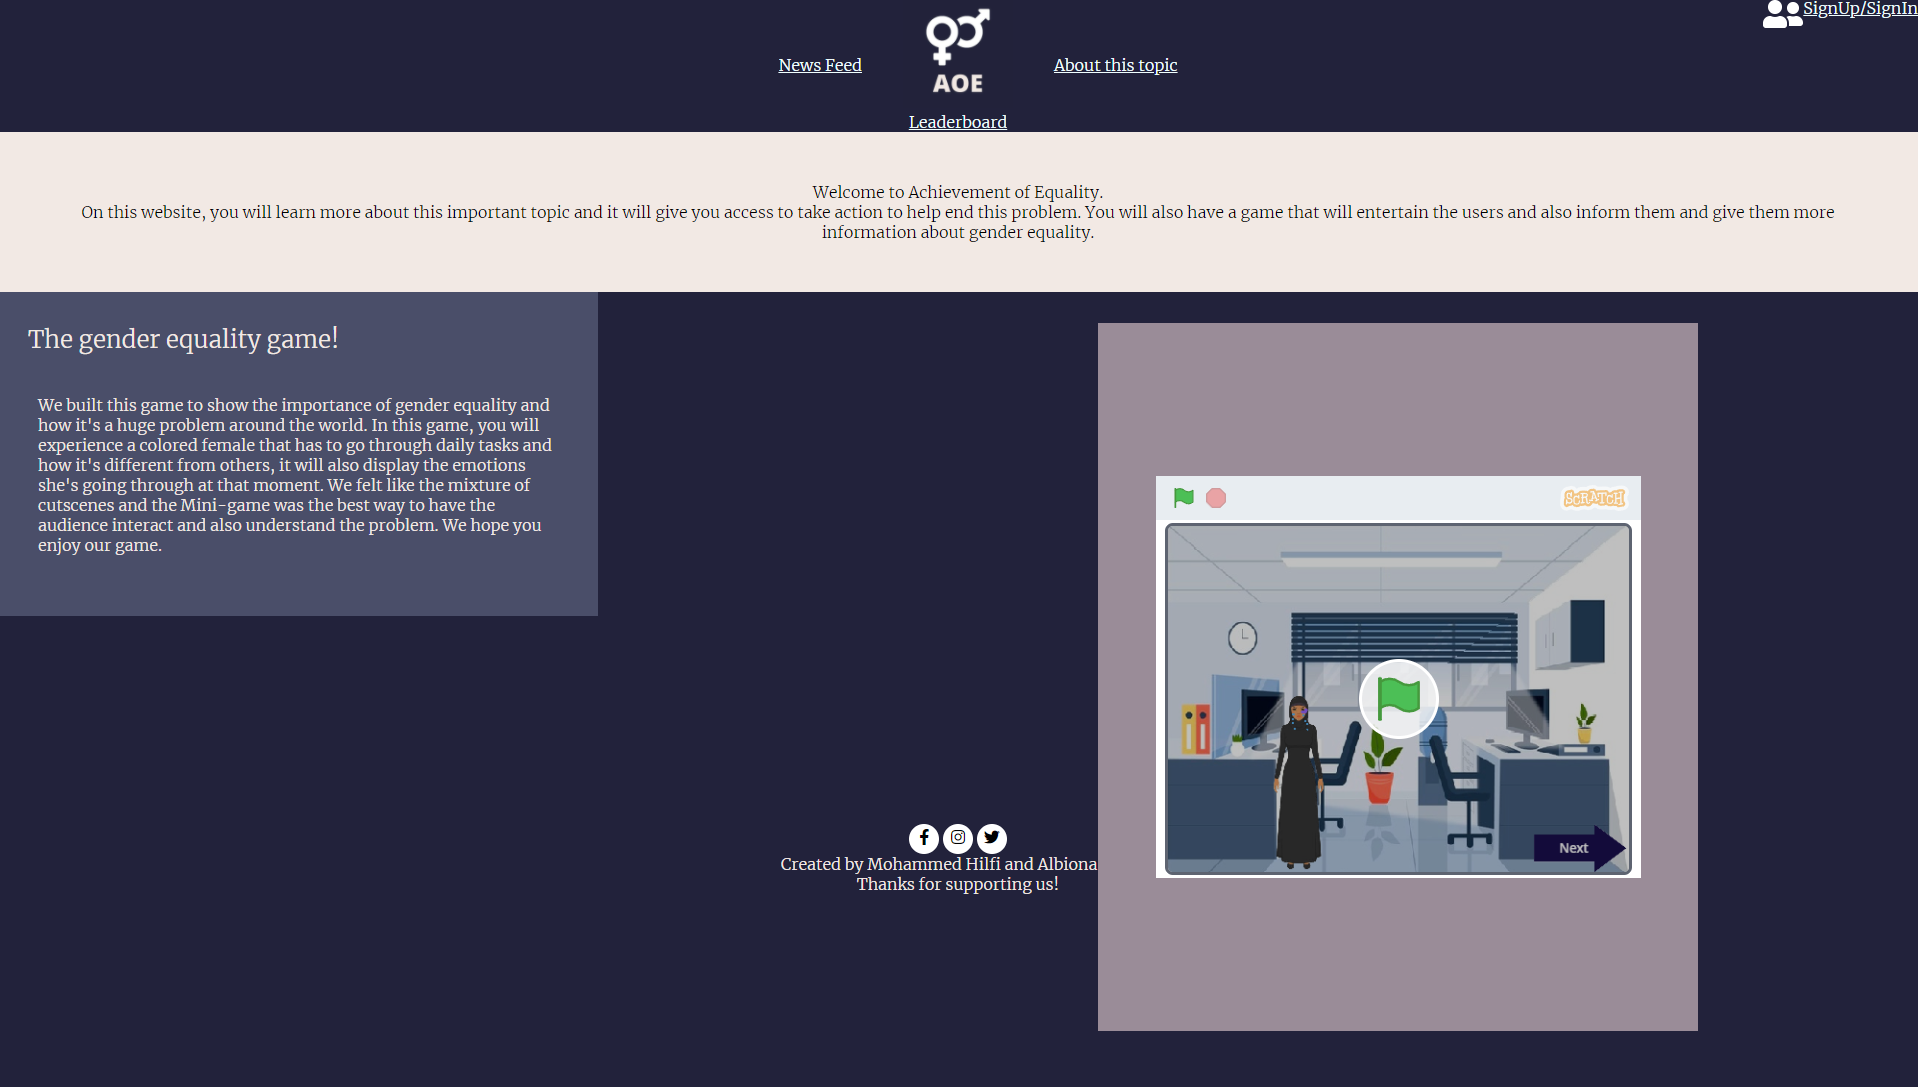 SignUp/SignIn
News Feed
AOE
About this topic
Leaderboard
Welcome to Achievement of Equality.
On this website, you will learn more about this important topic and it will give you access to take action to help end this problem. You will also have a game that will entertain the users and also inform them and give them more
information about gender equality.
The gender equality game!
We built this game to show the importance of gender equality and
how it's a huge problem around the world. In this game, you will
experience a colored female that has to go through daily tasks and
how it's different from others, it will also display the emotions
she's going through at that moment. We felt like the mixture of
cutscenes and the Mini-game was the best way to have the
audience interact and also understand the problem. We hope you
enjoy our game.
SCRATCH
Next
Created by Mohammed Hilfi and Albiona
Thanks for supporting us!